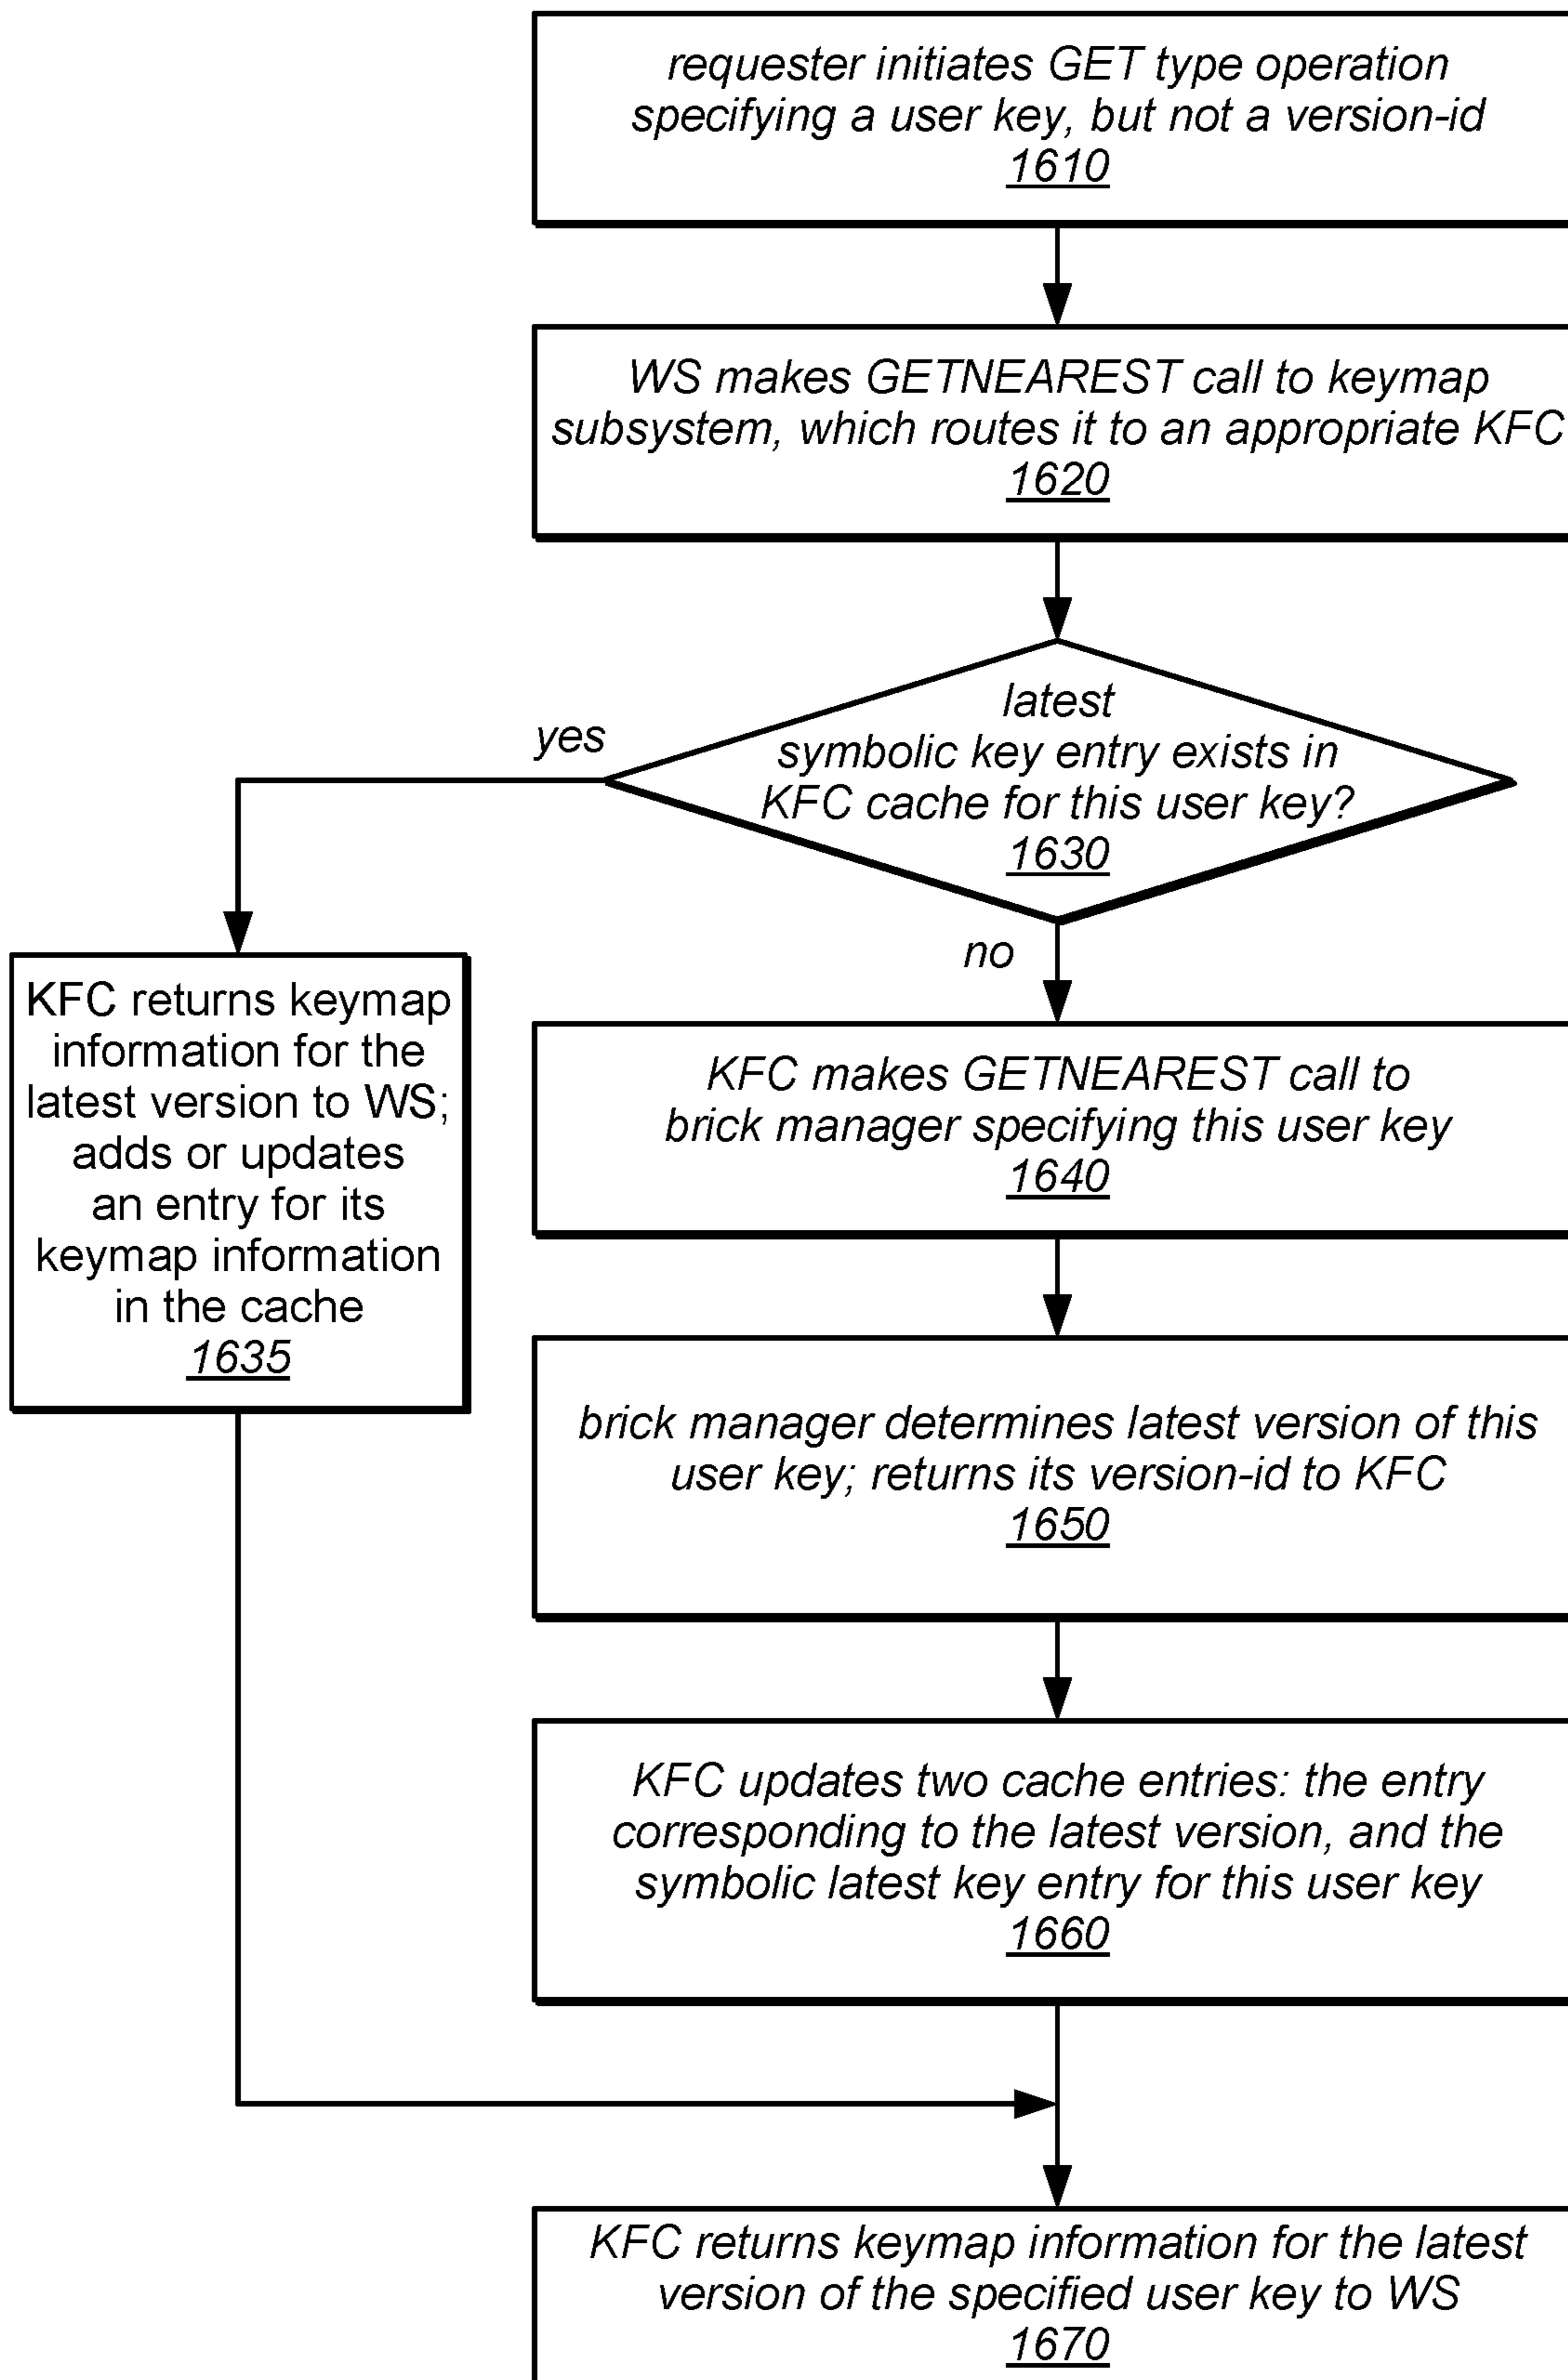 requester initiates GET type operation
specifying a user key, but not a version-id
1610
WS makes GETNEAREST call to keymap
subsystem, which routes it to an appropriate KFC
1620
latest
symbolic key entry exists in
KFC cache for this user key?
1630
yes
no
KFC returns keymap
information for the
latest version to WS;
adds or updates
an entry for its
keymap information
in the cache
1635
KFC makes GETNEAREST call to
brick manager specifying this user key
1640
brick manager determines latest version of this
user key; returns its version-id to KFC
1650
KFC updates two cache entries: the entry
corresponding to the latest version, and the
symbolic latest key entry for this user key
1660
KFC returns keymap information for the latest
version of the specified user key to WS
1670